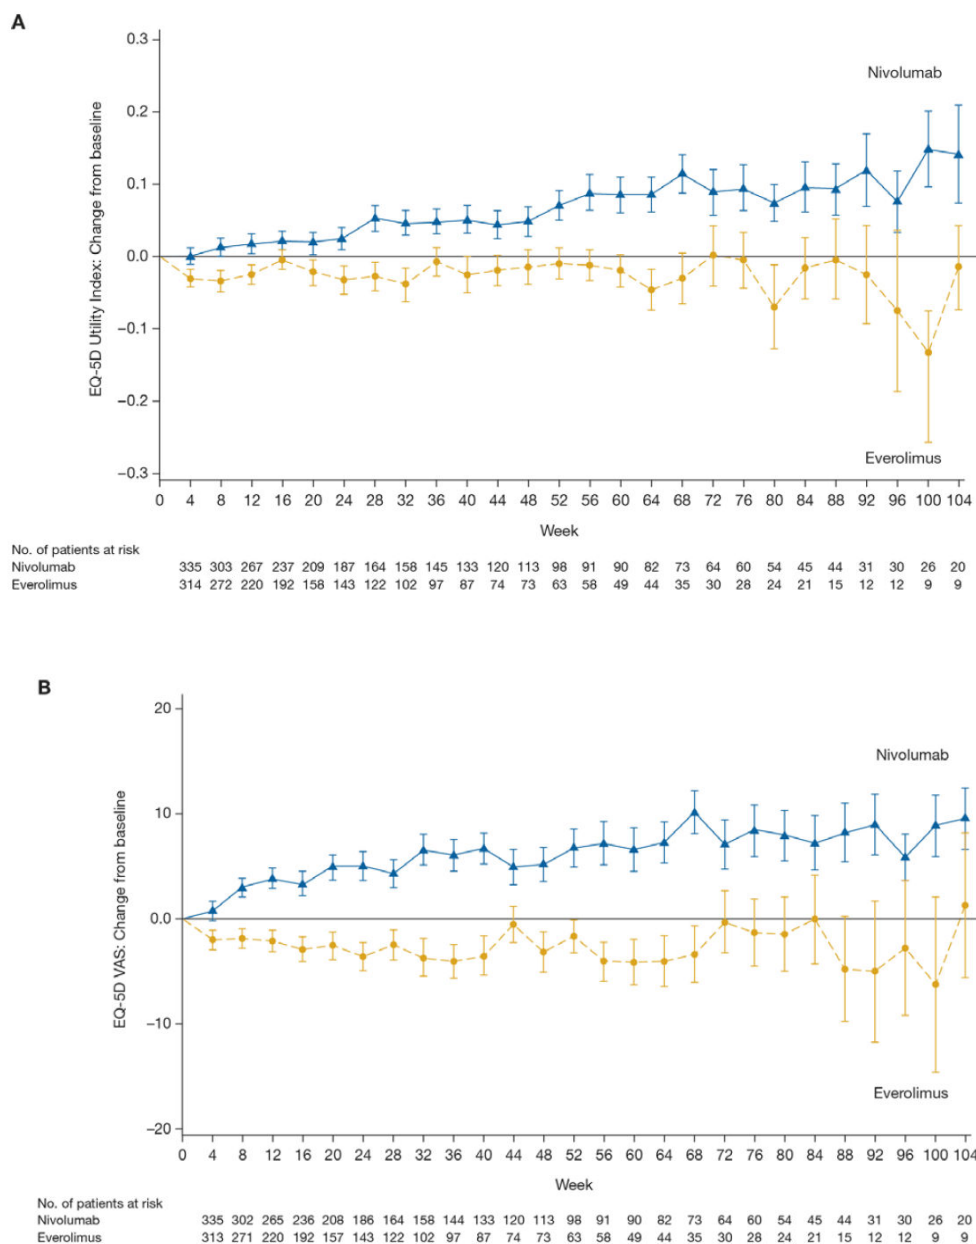 A
0.3
0.2
0.1
0.0
−0.1
−0.2
−0.3
EQ-5D Utility Index: Change from baseline
Nivolumab
Everolimus
0 4 8 12 16 20 24 28 32 36 40 44 48 52 56 60 64 68 72 76 80 84 88 92 96 100 104
Week
No. of patients at risk
Nivolumab 335 303 267 237 209 187 164 158 145 133 120 113 98 91 90 82 73 64 60 54 45 44 31 30 26 20
Everolimus 314 272 220 192 158 143 122 102 97 87 74 73 63 58 49 44 35 30 28 24 21 15 12 12 9 9
B
20
10
0.0
−10
−20
EQ-5D VAS: Change from baseline
Nivolumab
Everolimus
0 4 8 12 16 20 24 28 32 36 40 44 48 52 56 60 64 68 72 76 80 84 88 92 96 100 104
Week
No. of patients at risk
Nivolumab 335 302 265 236 208 186 164 158 144 133 120 113 98 91 90 82 73 64 60 54 45 44 31 30 26 20
Everolimus 313 271 220 192 157 143 122 102 97 87 74 73 63 58 49 44 35 30 28 24 21 15 12 12 9 9